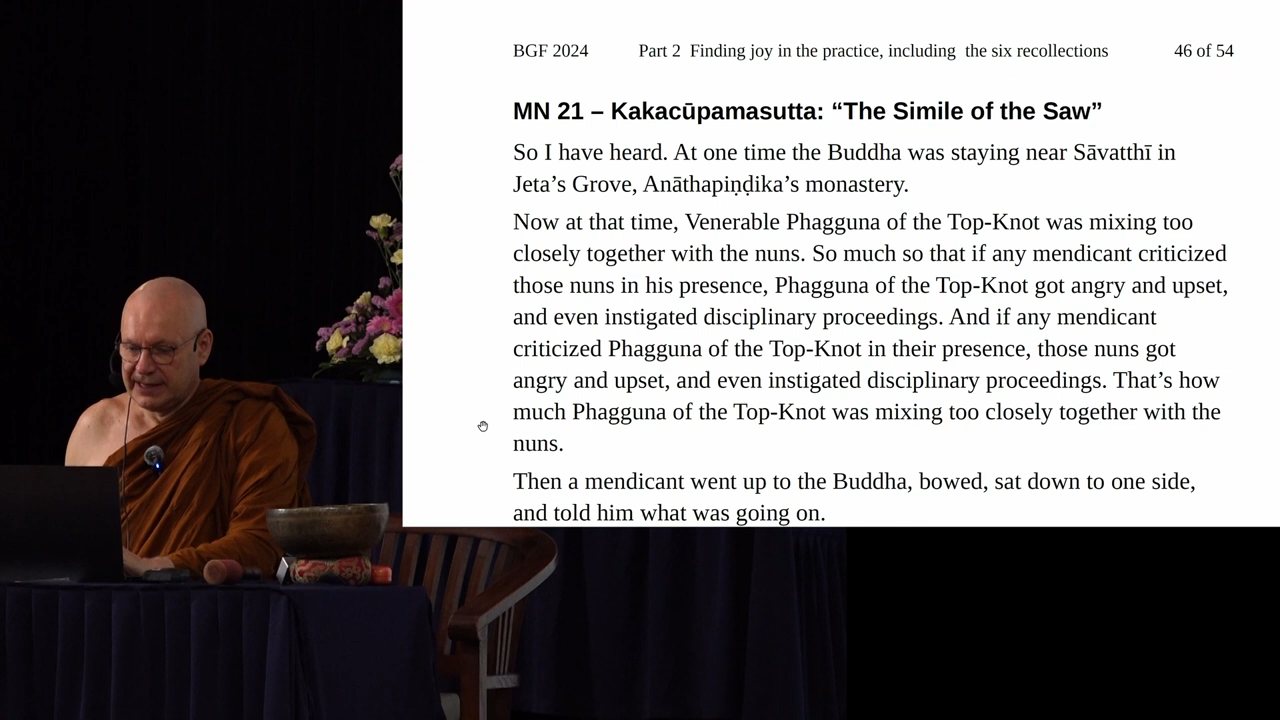 BGF 2024 Part 2 Finding joy in the practice, including the six recollections 46 of 54
MN 21 – Kakacūpamasutta: “The Simile of the Saw”
So I have heard. At one time the Buddha was staying near Sāvatthī in
Jeta’s Grove, Anāthapiṇḍika’s monastery.
Now at that time, Venerable Phagguna of the Top-Knot was mixing too
closely together with the nuns. So much so that if any mendicant criticized
those nuns in his presence, Phagguna of the Top-Knot got angry and upset,
and even instigated disciplinary proceedings. And if any mendicant
criticized Phagguna of the Top-Knot in their presence, those nuns got
angry and upset, and even instigated disciplinary proceedings. That’s how
much Phagguna of the Top-Knot was mixing too closely together with the
nuns.
Then a mendicant went up to the Buddha, bowed, sat down to one side,
and told him what was going on.